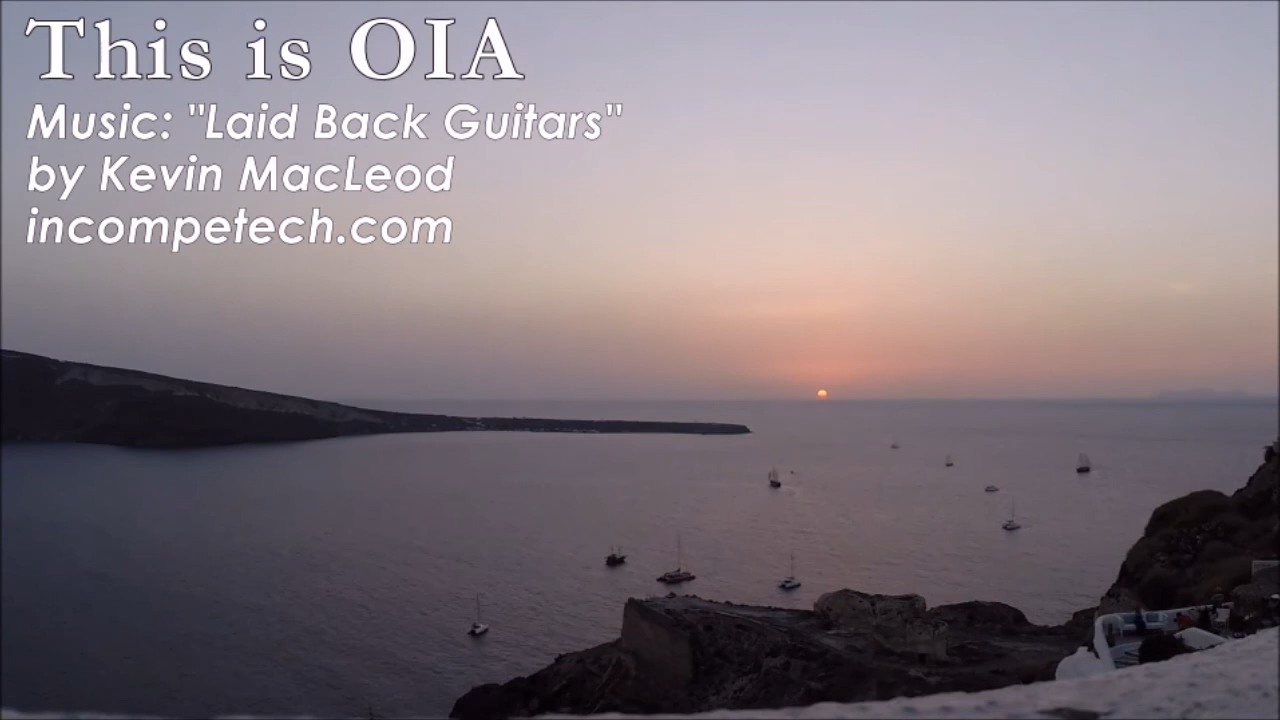 This is OIA
Music: "Laid Back Guitars"
by Kevin MacLeod
incompetech.com